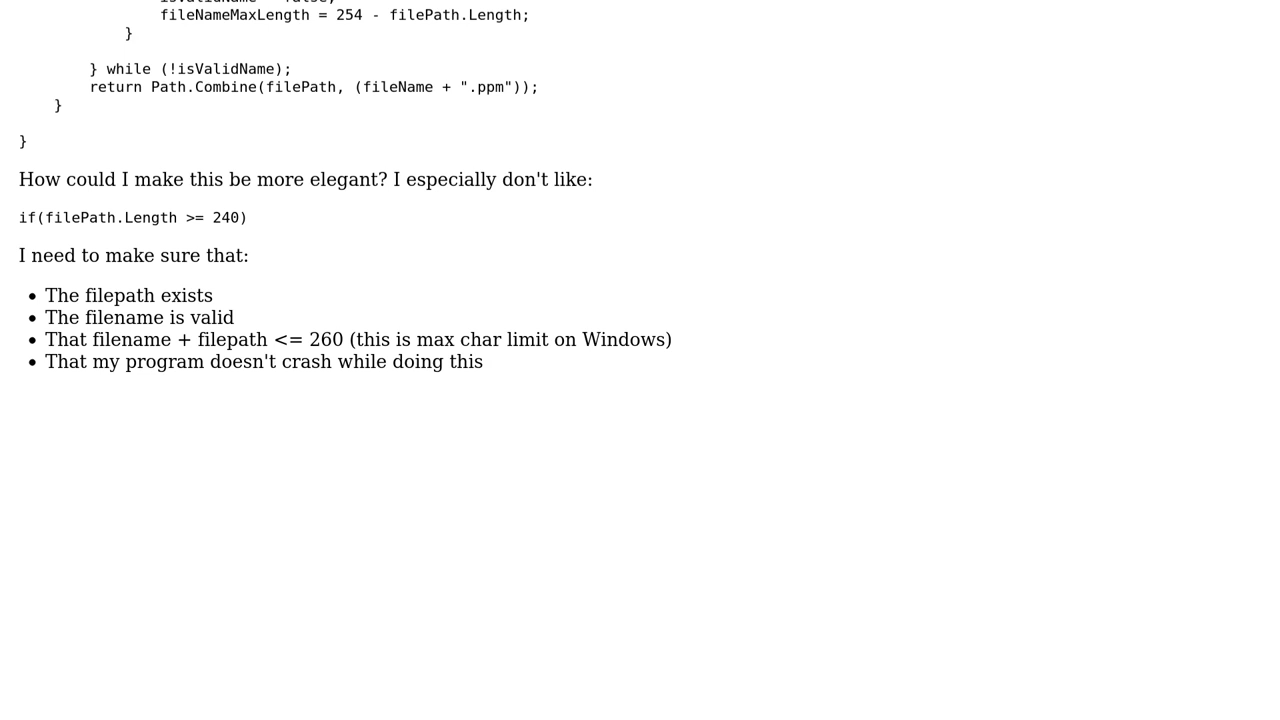 fileNameMaxLength = 254 - filePath.Length;
}
} while (!isValidName);
return Path.Combine(filePath, (fileName + ".ppm"));
}
}
How could I make this be more elegant? I especially don't like:
if(filePath.Length >= 240)
I need to make sure that:
• The filepath exists
• The filename is valid
• That filename + filepath <= 260 (this is max char limit on Windows)
• That my program doesn't crash while doing this